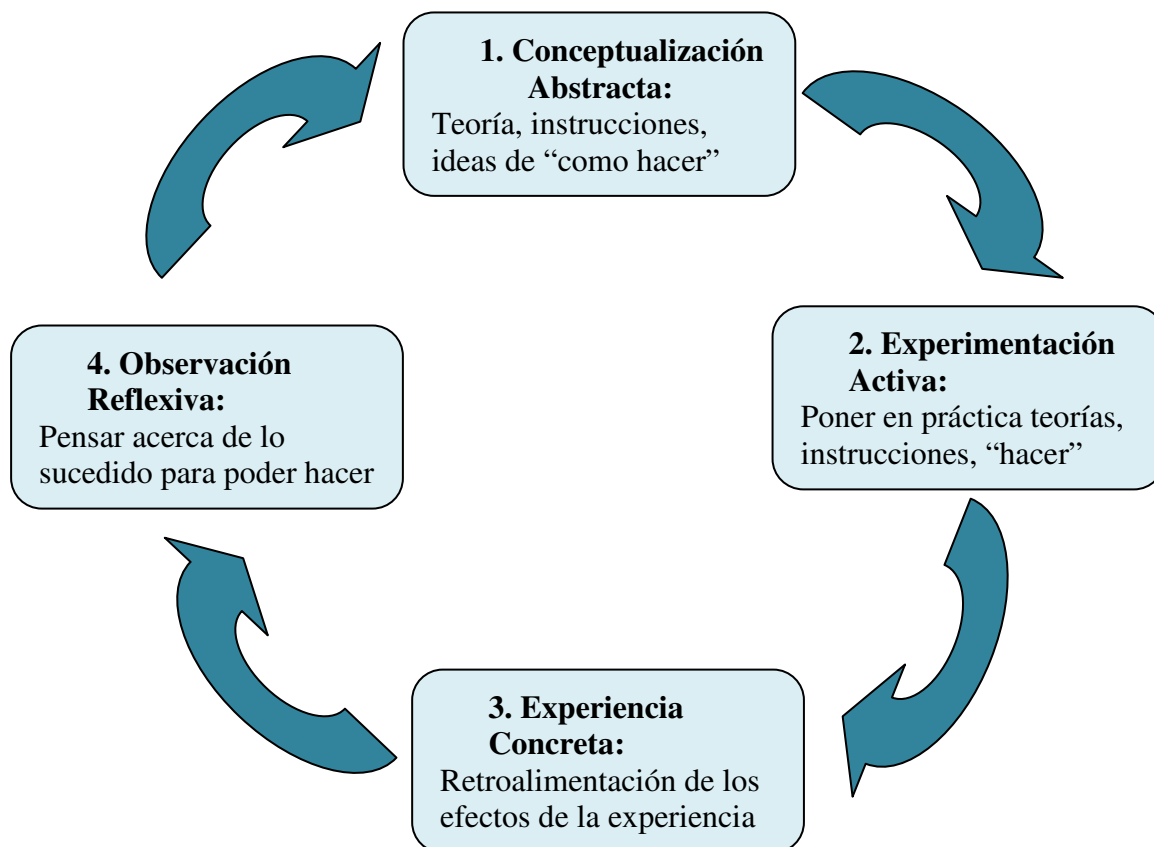 1. Conceptualización
Abstracta:
Teoría, instrucciones,
ideas de “como hacer”
2. Experimentación
Activa:
Poner en práctica teorías,
instrucciones, “hacer”
3. Experiencia
Concreta:
Retroalimentación de los
efectos de la experiencia
4. Observación
Reflexiva:
Pensar acerca de lo
sucedido para poder hacer